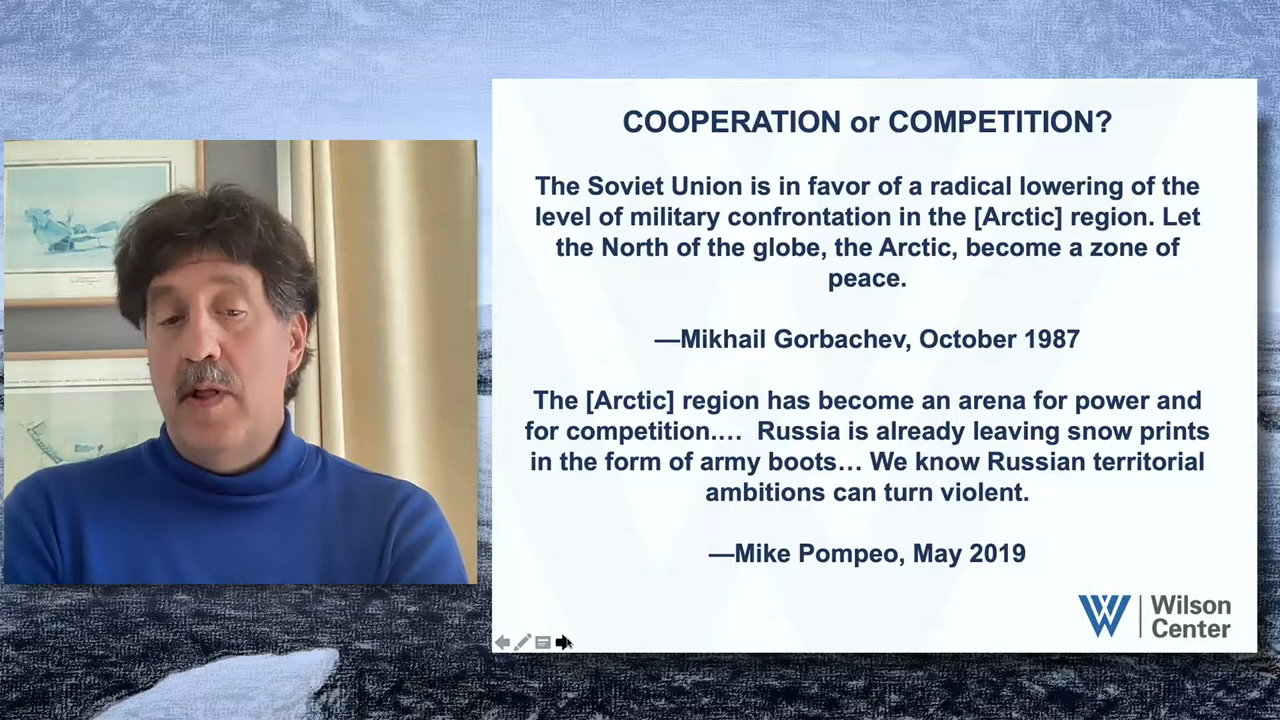 COOPERATION or COMPETITION?
The Soviet Union is in favor of a radical lowering of the
level of military confrontation in the [Arctic] region. Let
the North of the globe, the Arctic, become a zone of
peace.
—Mikhail Gorbachev, October 1987
The [Arctic] region has become an arena for power and
for competition.... Russia is already leaving snow prints
in the form of army boots... We know Russian territorial
ambitions can turn violent.
—Mike Pompeo, May 2019
Wilson
Center